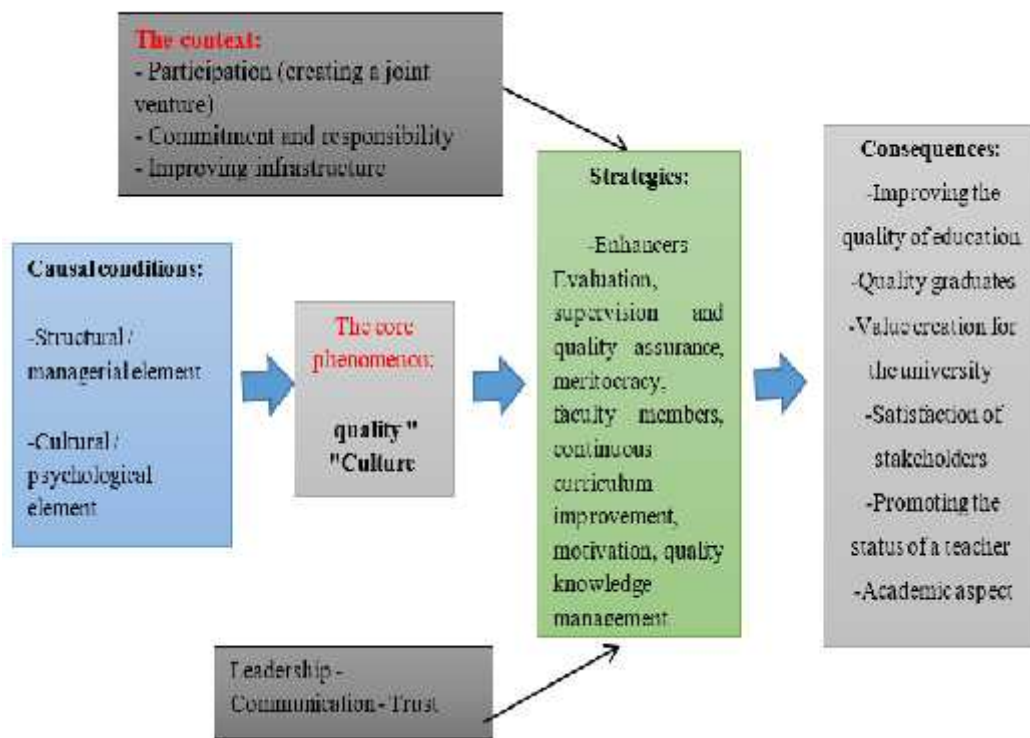 The context:
- Participation (creating a joint
venture)
- Commitment and responsibility
- Improving infrastructure
Causal conditions:
-Structural /
managerial element
-Cultural /
psychological
element
The core
phenomenon:
quality "
"Culture
Strategies:
-Enhancers
Evaluation,
supervision and
quality assurance,
meritocracy,
faculty members,
continuous
curriculum
improvement,
motivation, quality
knowledge
management
Consequences:
-Improving the
quality of education
-Quality graduates
-Value creation for
the university
-Satisfaction of
stakeholders
-Promoting the
status of a teacher
-Academic aspect
Leadership -
Communication - Trust